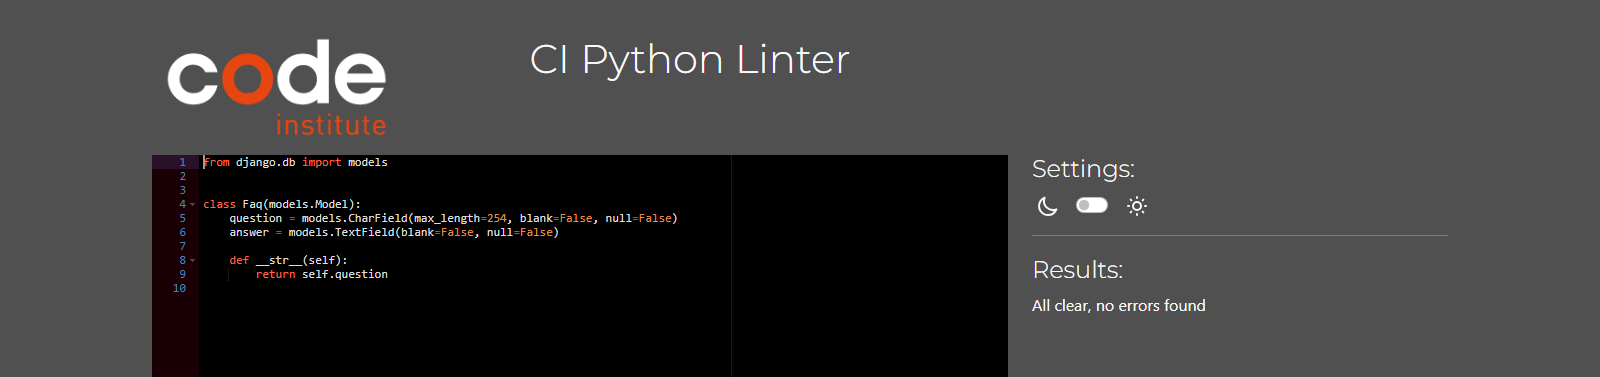 code
institute
CI Python Linter
1 from django.db import models
2
3
4 class Faq(models.Model):
5     question = models.CharField(max_length=254, blank=False, null=False)
6     answer = models.TextField(blank=False, null=False)
7
8     def __str__(self):
9         return self.question
10
Settings:
Results:
All clear, no errors found